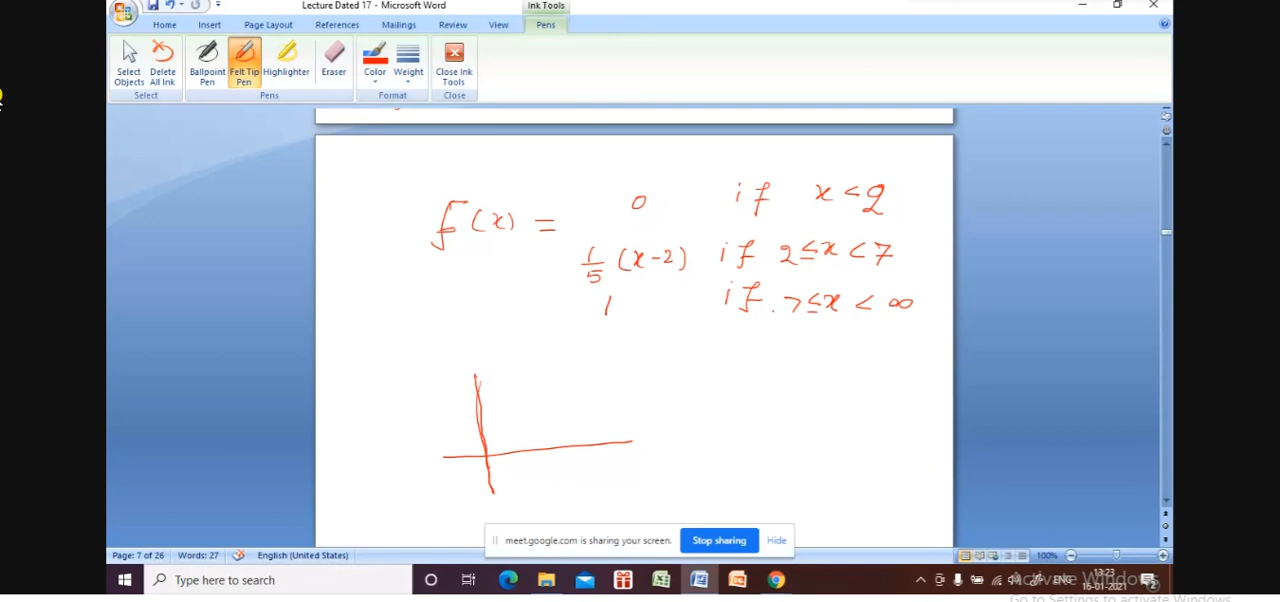 Lecture Dated 17 - Microsoft Word
Ink Tools
Home Insert Page Layout References Mailings Review View Pens
Select Objects
Delete All Ink
Ballpoint Pen
Felt Tip Pen
Highlighter
Eraser
Color
Weight
Close Ink Tools
Select
Pens
Format
Close
f(x) = 0 if x < 2
1/5 (x-2) if 2 ≤ x < 7
1 if 7 ≤ x < ∞
meet.google.com is sharing your screen. Stop sharing Hide
Page: 7 of 26 Words: 27 English (United States) 100%
Type here to search
ENG
13:23
16-01-2021
2
Activate Windows
Go to Settings to activate Windows.